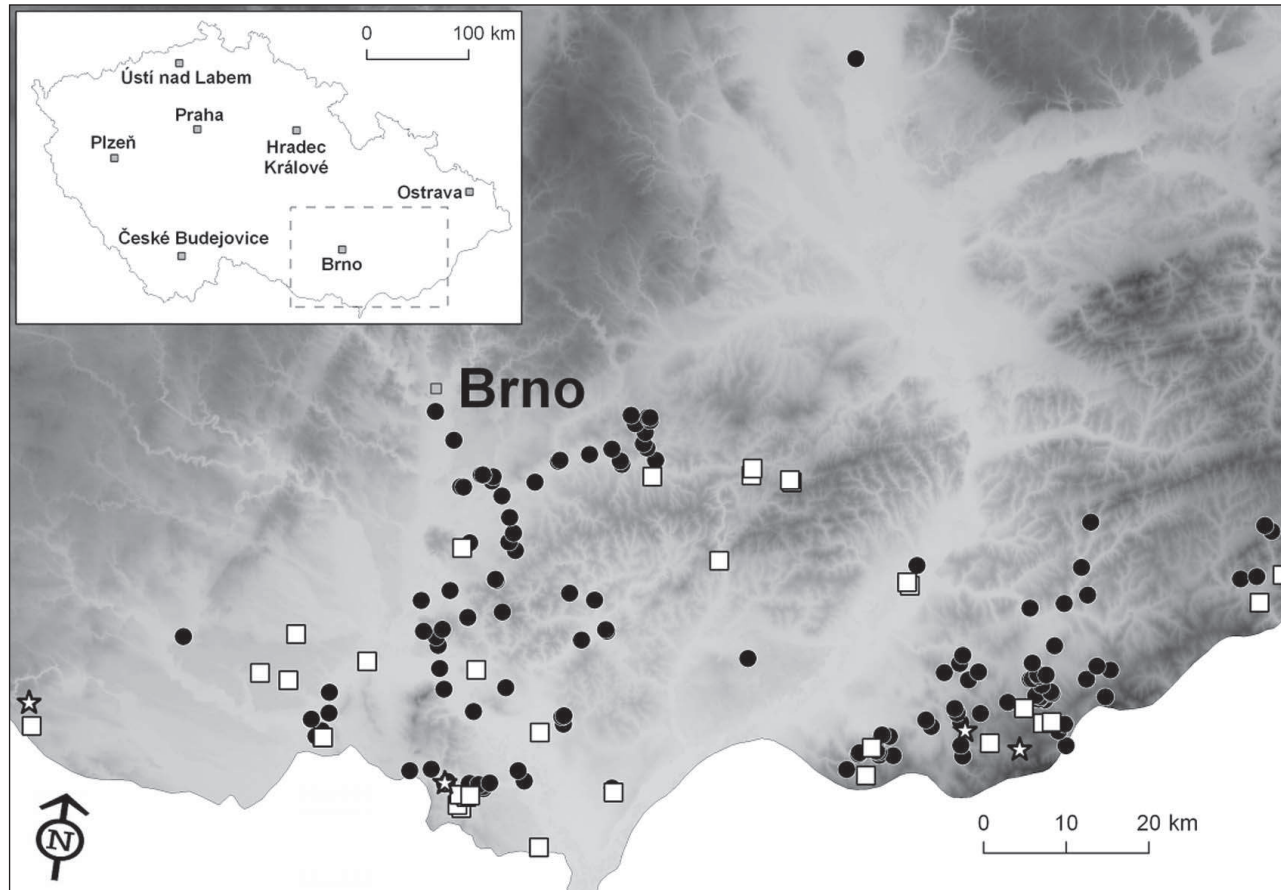 0 100 km
Ústí nad Labem
Praha
Plzeň
Hradec
Králové
Ostrava
České Budejovice
Brno
Brno
N
0 10 20 km